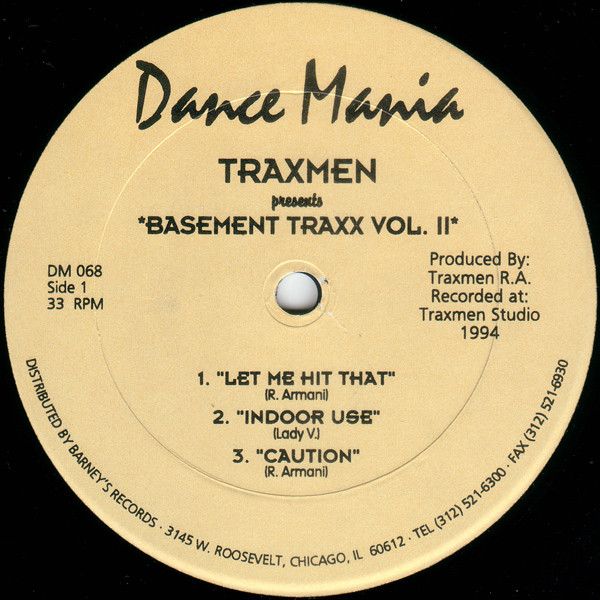 Dance Mania
TRAXMEN
presents
*BASEMENT TRAXX VOL. II*
DM 068
Side 1
33 RPM
Produced By:
Traxmen R.A.
Recorded at:
Traxmen Studio
1994
1. "LET ME HIT THAT"
(R. Armani)
2. "INDOOR USE"
(Lady V.)
3. "CAUTION"
(R. Armani)
DISTRIBUTED BY BARNEY'S RECORDS · 3145 W. ROOSEVELT, CHICAGO, IL 60612 · TEL (312) 521-6300 · FAX (312) 521-6930